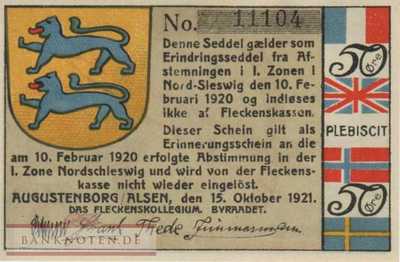 No. 11104
Denne Seddel gælder som
Erindringsseddel fra Af-
stemningen i I. Zonen i
Nord-Slesvig den 10. Fe-
bruari 1920 og indløses
ikke af Fleckenskassen.
Dieser Schein gilt als
Erinnerungsschein an die
am 10. Februar 1920 erfolgte Abstimmung in der
I. Zone Nordschleswig und wird von der Fleckens-
kasse nicht wieder eingelöst.
AUGUSTENBORG/ALSEN, den 15. Oktober 1921.
DAS FLECKENSKOLLEGIUM. BYRAADET.
50 Øre
PLEBISCIT
50 Øre
BANKNOTEN.DE